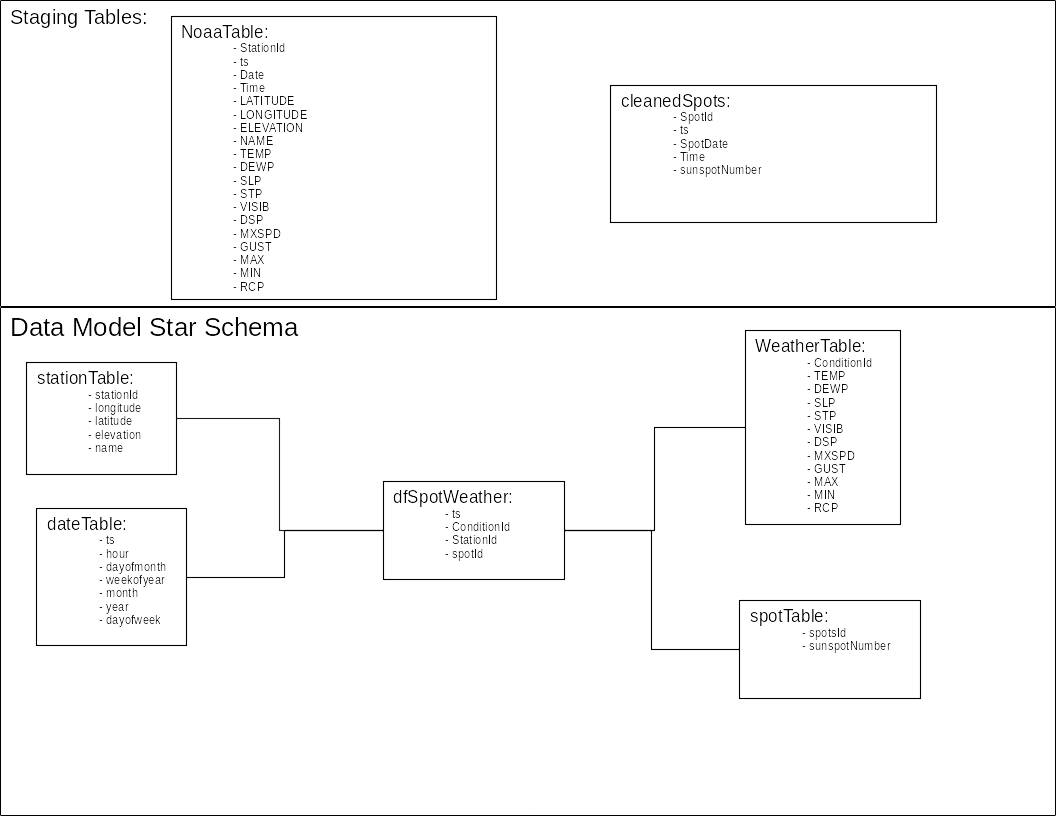 Staging Tables:
NoaaTable:
- StationId
- ts
- Date
- Time
- LATITUDE
- LONGITUDE
- ELEVATION
- NAME
- TEMP
- DEWP
- SLP
- STP
- VISIB
- DSP
- MXSPD
- GUST
- MAX
- MIN
- RCP
cleanedSpots:
- SpotId
- ts
- SpotDate
- Time
- sunspotNumber
Data Model Star Schema
stationTable:
- stationId
- longitude
- latitude
- elevation
- name
dateTable:
- ts
- hour
- dayofmonth
- weekofyear
- month
- year
- dayofweek
dfSpotWeather:
- ts
- ConditionId
- StationId
- spotId
WeatherTable:
- ConditionId
- TEMP
- DEWP
- SLP
- STP
- VISIB
- DSP
- MXSPD
- GUST
- MAX
- MIN
- RCP
spotTable:
- spotsId
- sunspotNumber